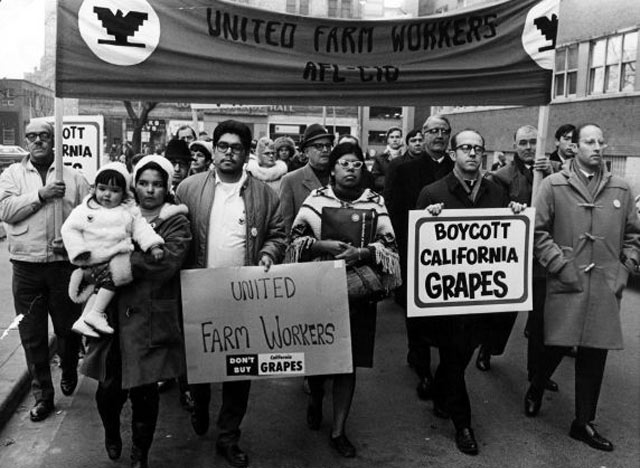 UNITED FARM WORKERS
AFL-CIO
OTT
RNIA
BOYCOTT
CALIFORNIA
GRAPES
UNITED
FARM WORKERS
DON'T
BUY
California
GRAPES